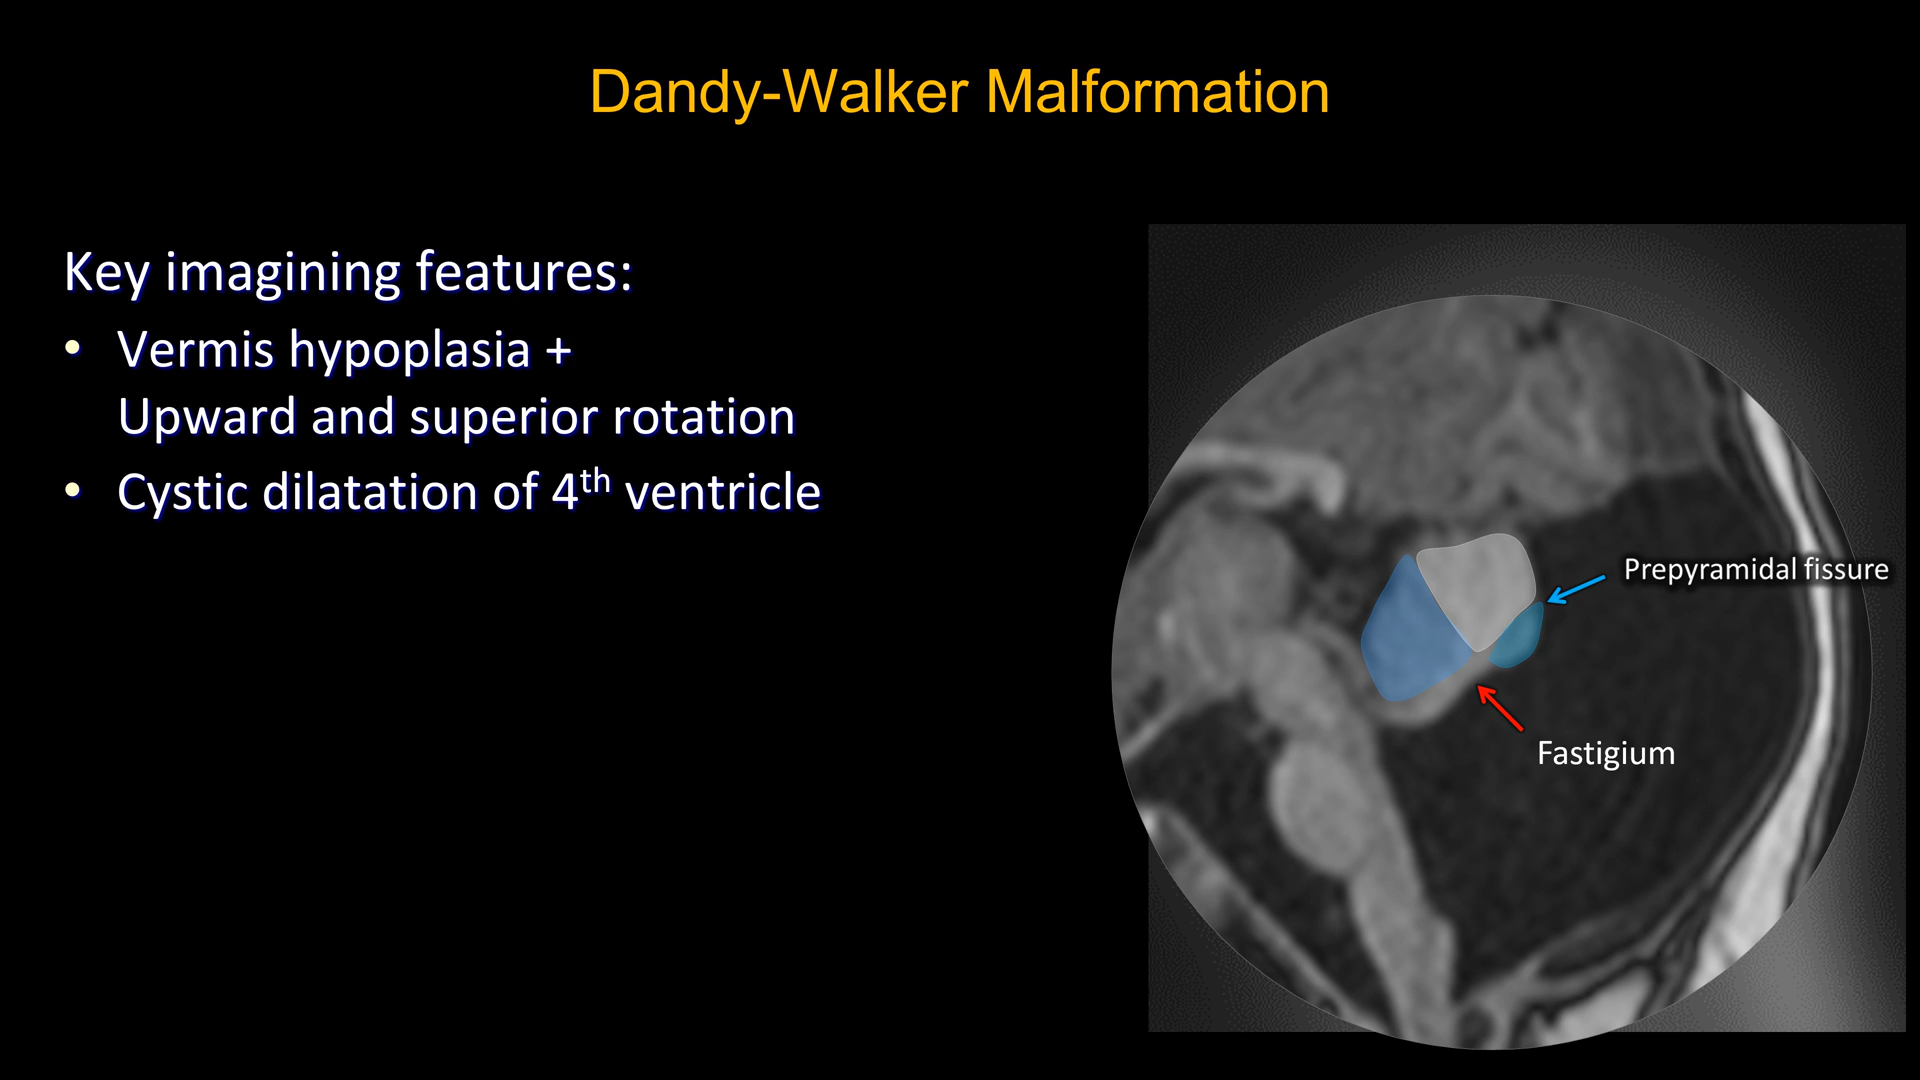 Dandy-Walker Malformation
Key imagining features:
• Vermis hypoplasia +
Upward and superior rotation
• Cystic dilatation of 4th ventricle
Prepyramidal fissure
Fastigium